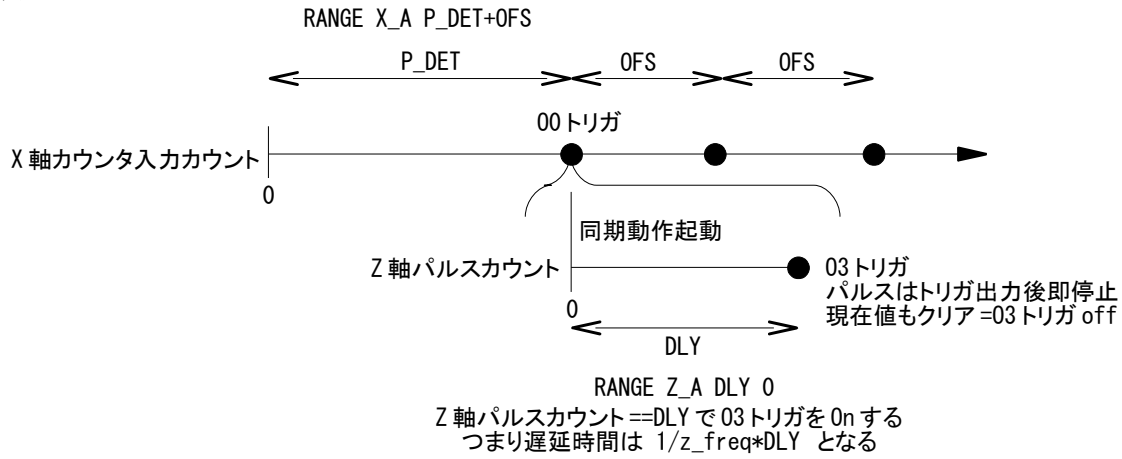 RANGE X_A P_DET+OFS
P_DET
OFS
OFS
00トリガ
X軸カウンタ入力カウント
0
同期動作起動
Z軸パルスカウント
03トリガ
パルスはトリガ出力後即停止
現在値もクリア=03トリガoff
0
DLY
RANGE Z_A DLY 0
Z軸パルスカウント==DLYで03トリガをOnする
つまり遅延時間は 1/z_freq*DLY となる